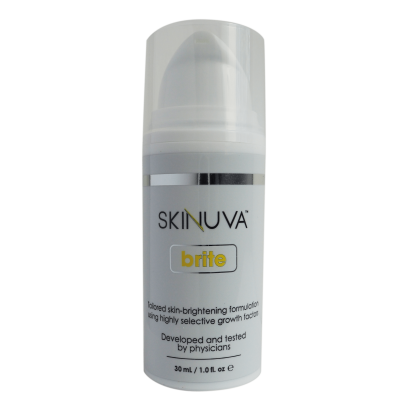 SKINUVA™
brite
Tailored skin-brightening formulation
using highly selective growth factors
Developed and tested
by physicians
30 mL / 1.0 fl. oz ℮